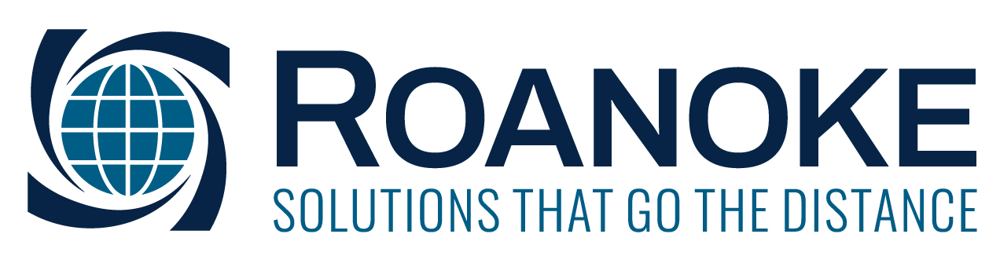 ROANOKE
SOLUTIONS THAT GO THE DISTANCE